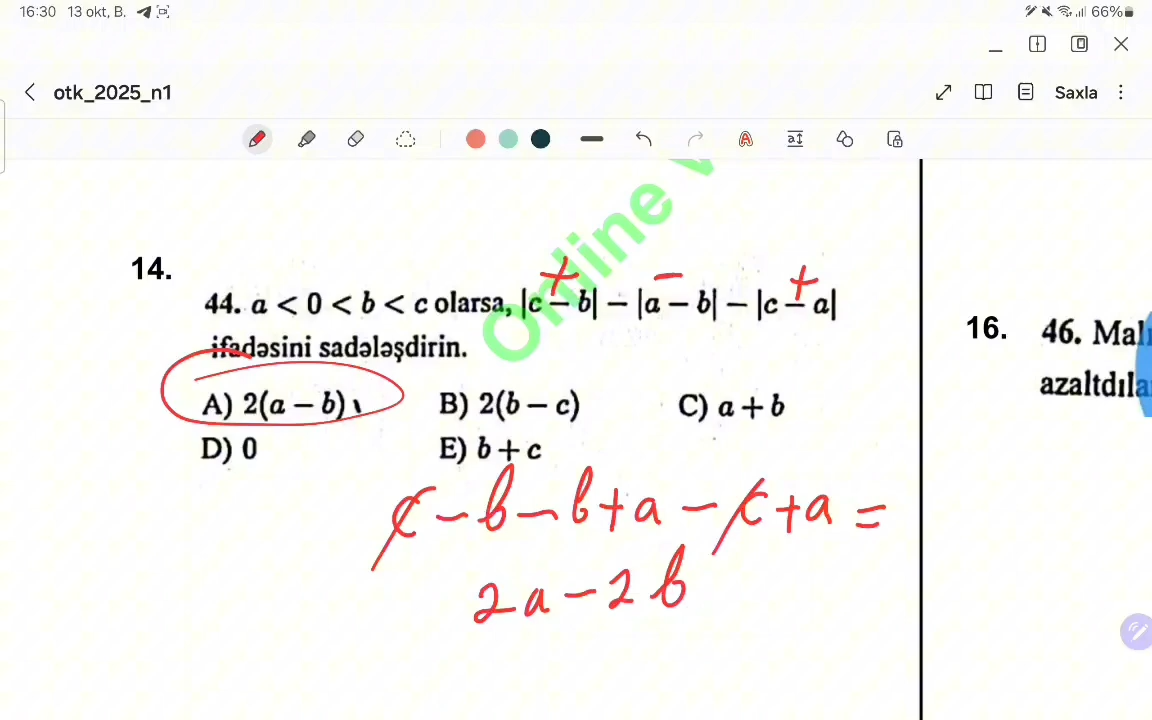 16:30 13 okt, B. 66%
otk_2025_n1 Saxla
Online
14.
44. a < 0 < b < c olarsa, |c − b| − |a − b| − |c − a|
+ − +
ifadəsini sadələşdirin.
A) 2(a − b) B) 2(b − c) C) a + b
D) 0 E) b + c
c − b − b + a − c + a =
2a − 2b
16. 46.
azaltdıla